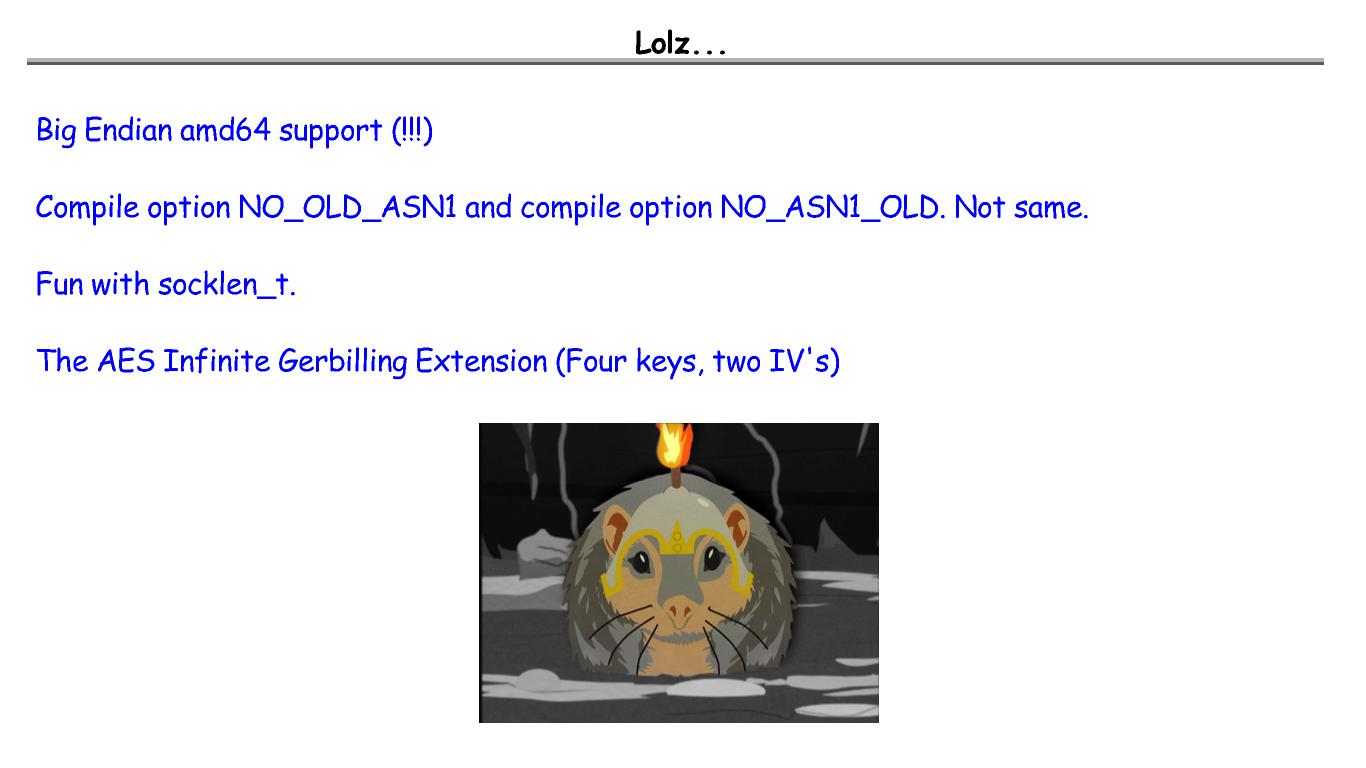 Lolz...
Big Endian amd64 support (!!!)
Compile option NO_OLD_ASN1 and compile option NO_ASN1_OLD. Not same.
Fun with socklen_t.
The AES Infinite Gerbilling Extension (Four keys, two IV's)